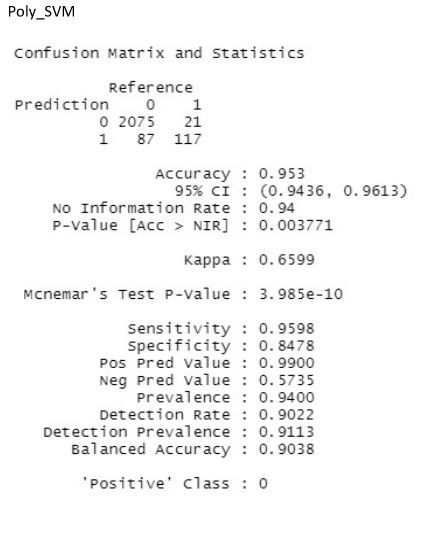 Poly_SVM
Confusion Matrix and Statistics
Reference
Prediction 0 1
0 2075 21
1 87 117
Accuracy : 0.953
95% CI : (0.9436, 0.9613)
No Information Rate : 0.94
P-Value [Acc > NIR] : 0.003771
Kappa : 0.6599
Mcnemar's Test P-Value : 3.985e-10
Sensitivity : 0.9598
Specificity : 0.8478
Pos Pred Value : 0.9900
Neg Pred Value : 0.5735
Prevalence : 0.9400
Detection Rate : 0.9022
Detection Prevalence : 0.9113
Balanced Accuracy : 0.9038
'Positive' Class : 0